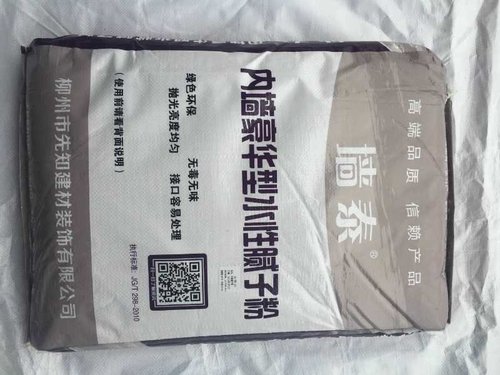 高端品质 信赖产品
墙泰®
内墙豪华型水性腻子粉
绿色环保 无毒无味
抛光亮度均匀 接口容易处理
(使用前请看背面说明)
执行标准: JG/T 298-2010
柳州市先知建材装饰有限公司